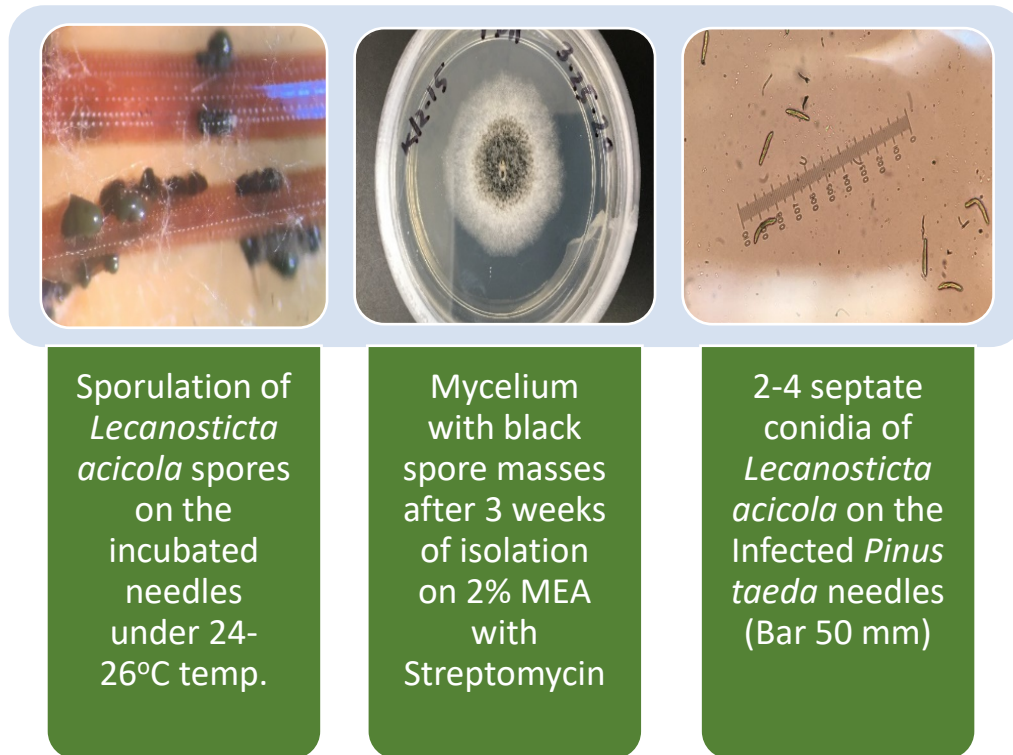 Sporulation of
Lecanosticta
acicola spores
on the
incubated
needles
under 24-
26°C temp.
Mycelium
with black
spore masses
after 3 weeks
of isolation
on 2% MEA
with
Streptomycin
2-4 septate
conidia of
Lecanosticta
acicola on the
Infected Pinus
taeda needles
(Bar 50 mm)